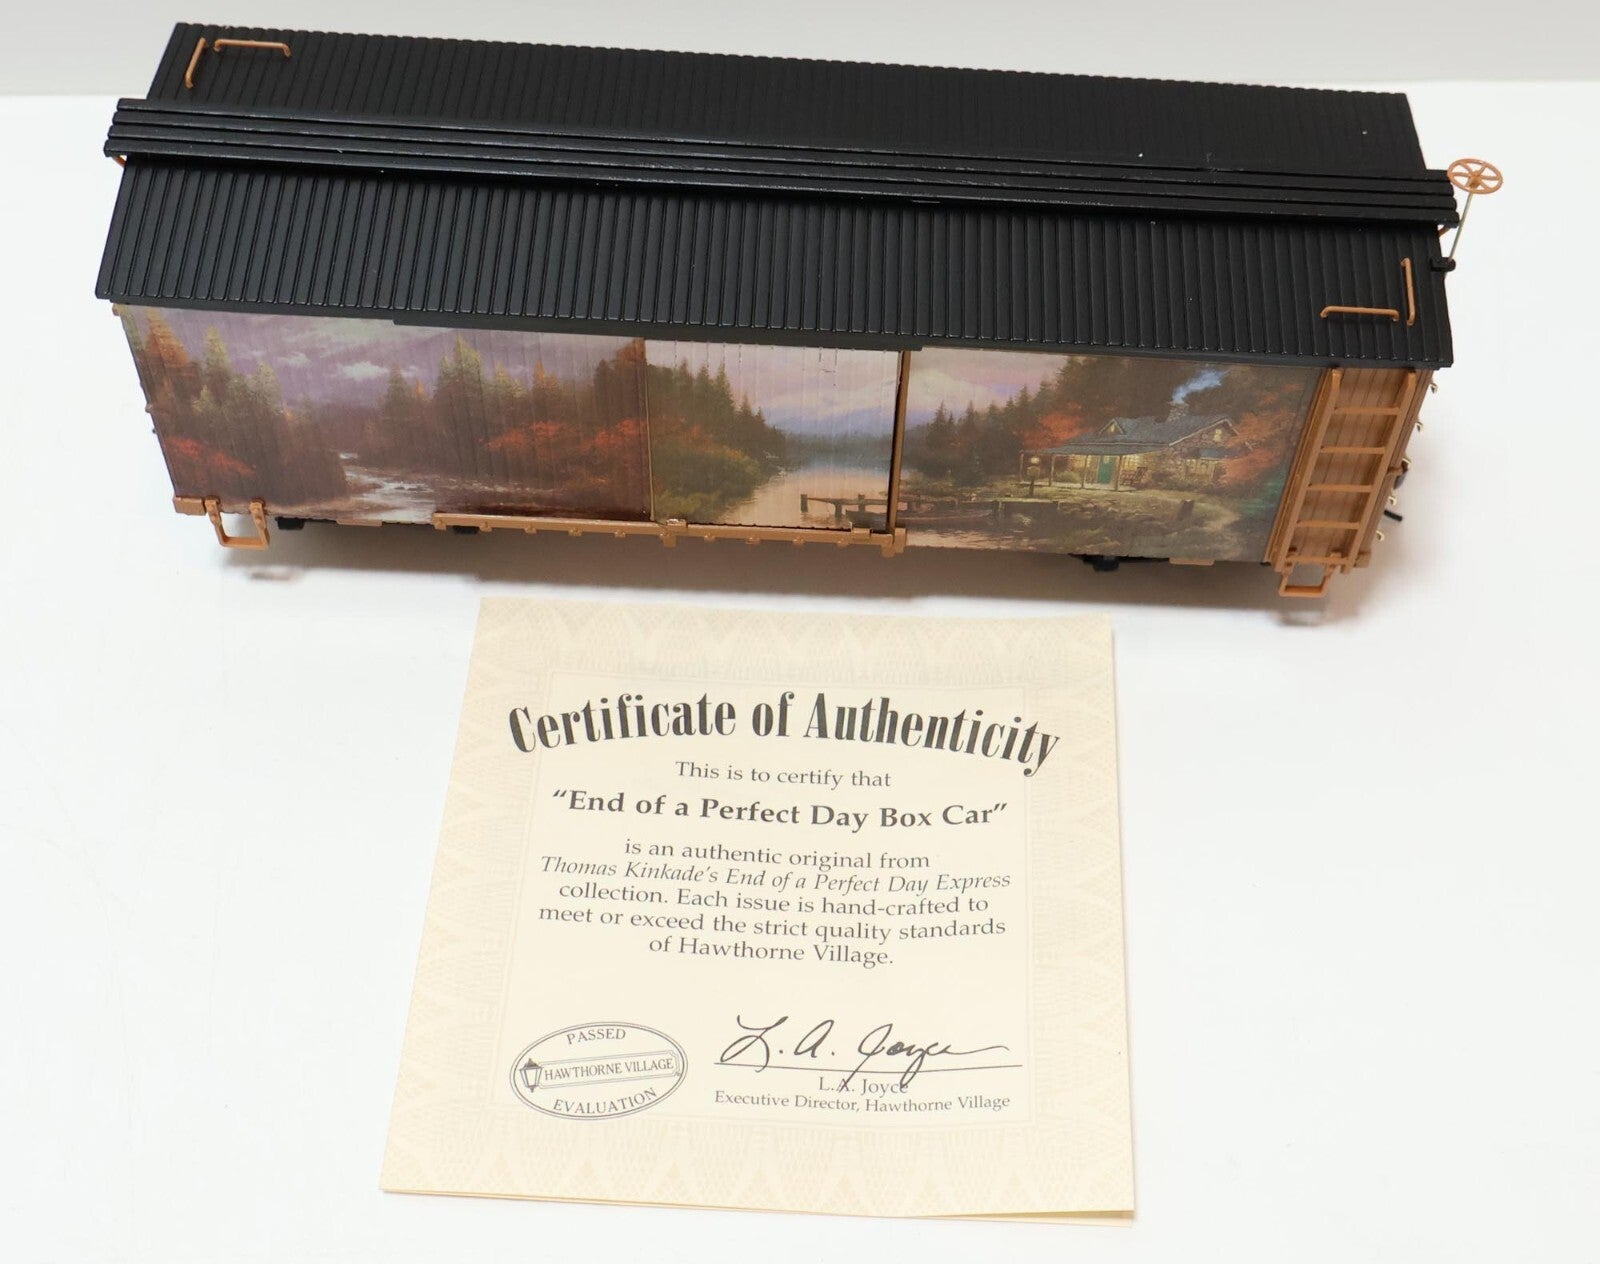 Certificate of Authenticity
This is to certify that
“End of a Perfect Day Box Car”
is an authentic original from
Thomas Kinkade's End of a Perfect Day Express
collection. Each issue is hand-crafted to
meet or exceed the strict quality standards
of Hawthorne Village.
PASSED
HAWTHORNE VILLAGE
EVALUATION
L. A. Joyce
L.A. Joyce
Executive Director, Hawthorne Village